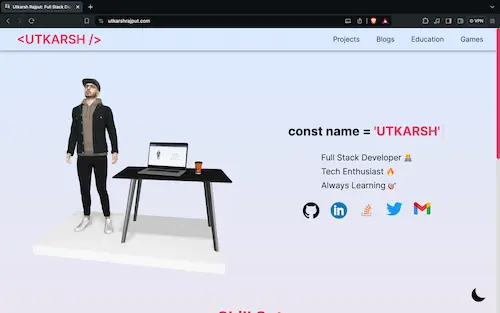 Utkarsh Rajput: Full Stack De
utkarshrajput.com
VPN
<UTKARSH />
Projects
Blogs
Education
Games
const name = 'UTKARSH'
Full Stack Developer 👨‍💻
Tech Enthusiast 🔥
Always Learning 🎯
in